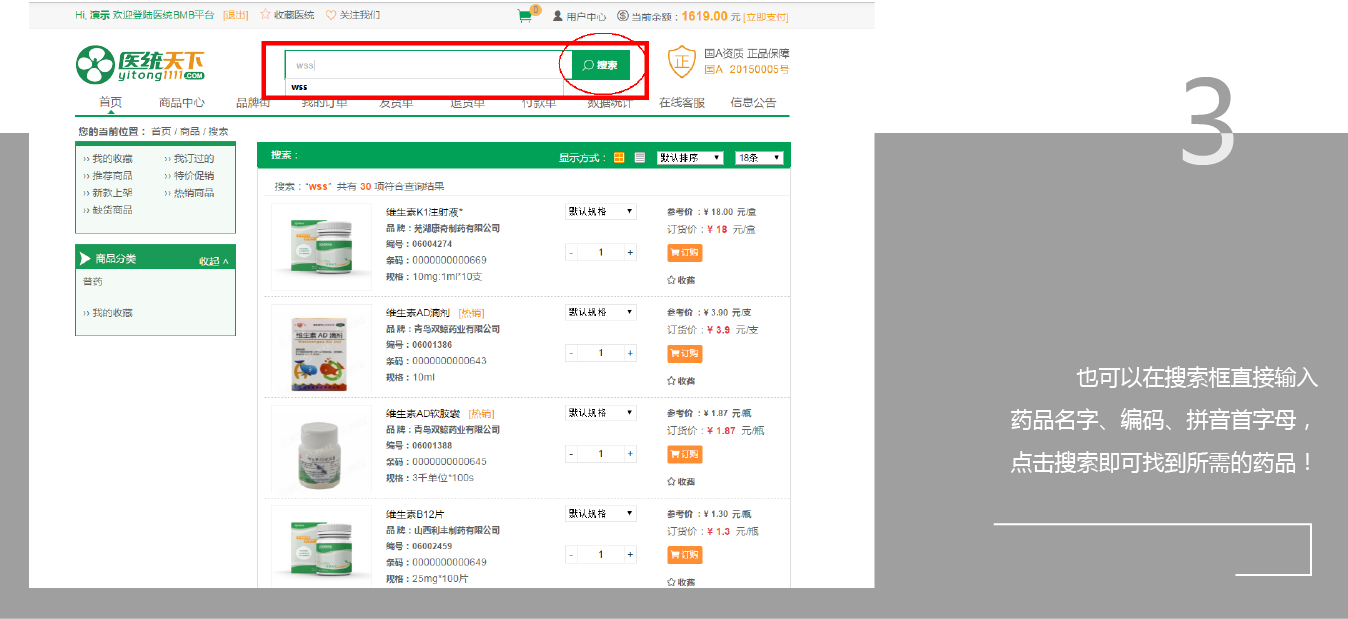 Hi, 演示 欢迎登陆医统BMB平台 [退出] 收藏医统 关注我们 0 用户中心 当前余额：1619.00 元 [立即支付]
医统天下
yitong1111.COM
wss 搜索
wss
正 国A资质 正品保障
国A 20150005号
首页 商品中心 品牌街 我的订单 发货单 退货单 付款单 数据统计 在线客服 信息公告
您的当前位置： 首页 / 商品 / 搜索
›› 我的收藏 ›› 我订过的
›› 推荐商品 ›› 特价促销
›› 新款上架 ›› 热销商品
›› 缺货商品
商品分类 收起 ^
普药
›› 我的收藏
搜索： 显示方式： 默认排序 18条
搜索："wss" 共有 30 项符合查询结果
维生素K1注射液*
品 牌：芜湖康奇制药有限公司
编号：06004274
条码：0000000000669
规格：10mg:1ml*10支
默认规格
- 1 +
参考价：¥ 18.00 元/盒
订货价：¥ 18 元/盒
订购
收藏
维生素AD滴剂 [热销]
品 牌：青岛双鲸药业有限公司
编号：06001386
条码：0000000000643
规格：10ml
默认规格
- 1 +
参考价：¥ 3.90 元/支
订货价：¥ 3.9 元/支
订购
收藏
维生素AD软胶囊 [热销]
品 牌：青岛双鲸药业有限公司
编号：06001388
条码：0000000000645
规格：3千单位*100s
默认规格
- 1 +
参考价：¥ 1.87 元/瓶
订货价：¥ 1.87 元/瓶
订购
收藏
维生素B12片
品 牌：山西利丰制药有限公司
编号：06002459
条码：0000000000649
规格：25mg*100片
默认规格
- 1 +
参考价：¥ 1.30 元/瓶
订货价：¥ 1.3 元/瓶
订购
收藏
维生素AD滴剂
3
也可以在搜索框直接输入
药品名字、编码、拼音首字母，
点击搜索即可找到所需的药品！